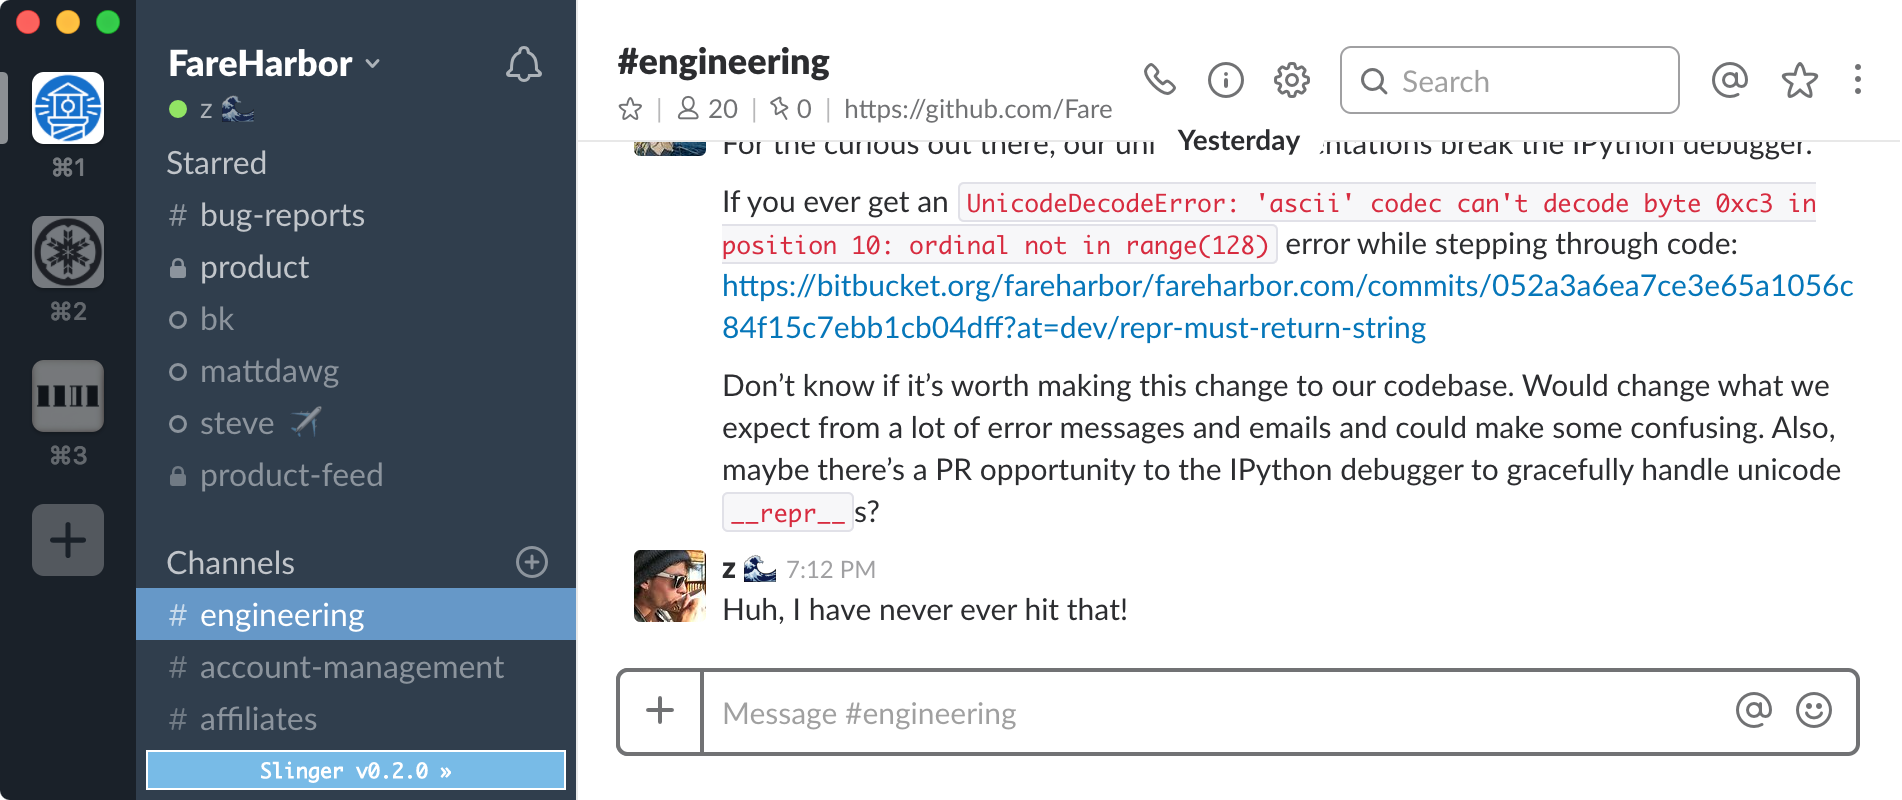 ⌘1
⌘2
⌘3
FareHarbor
z
Starred
# bug-reports
product
bk
mattdawg
steve
product-feed
Channels
# engineering
# account-management
# affiliates
Slinger v0.2.0 »
#engineering
20 | 0 | https://github.com/Fare
Search
Yesterday
For the curious out there, our uni entations break the IPython debugger.
If you ever get an UnicodeDecodeError: 'ascii' codec can't decode byte 0xc3 in
position 10: ordinal not in range(128) error while stepping through code:
https://bitbucket.org/fareharbor/fareharbor.com/commits/052a3a6ea7ce3e65a1056c
84f15c7ebb1cb04dff?at=dev/repr-must-return-string
Don’t know if it’s worth making this change to our codebase. Would change what we
expect from a lot of error messages and emails and could make some confusing. Also,
maybe there’s a PR opportunity to the IPython debugger to gracefully handle unicode
__repr__s?
z 7:12 PM
Huh, I have never ever hit that!
Message #engineering